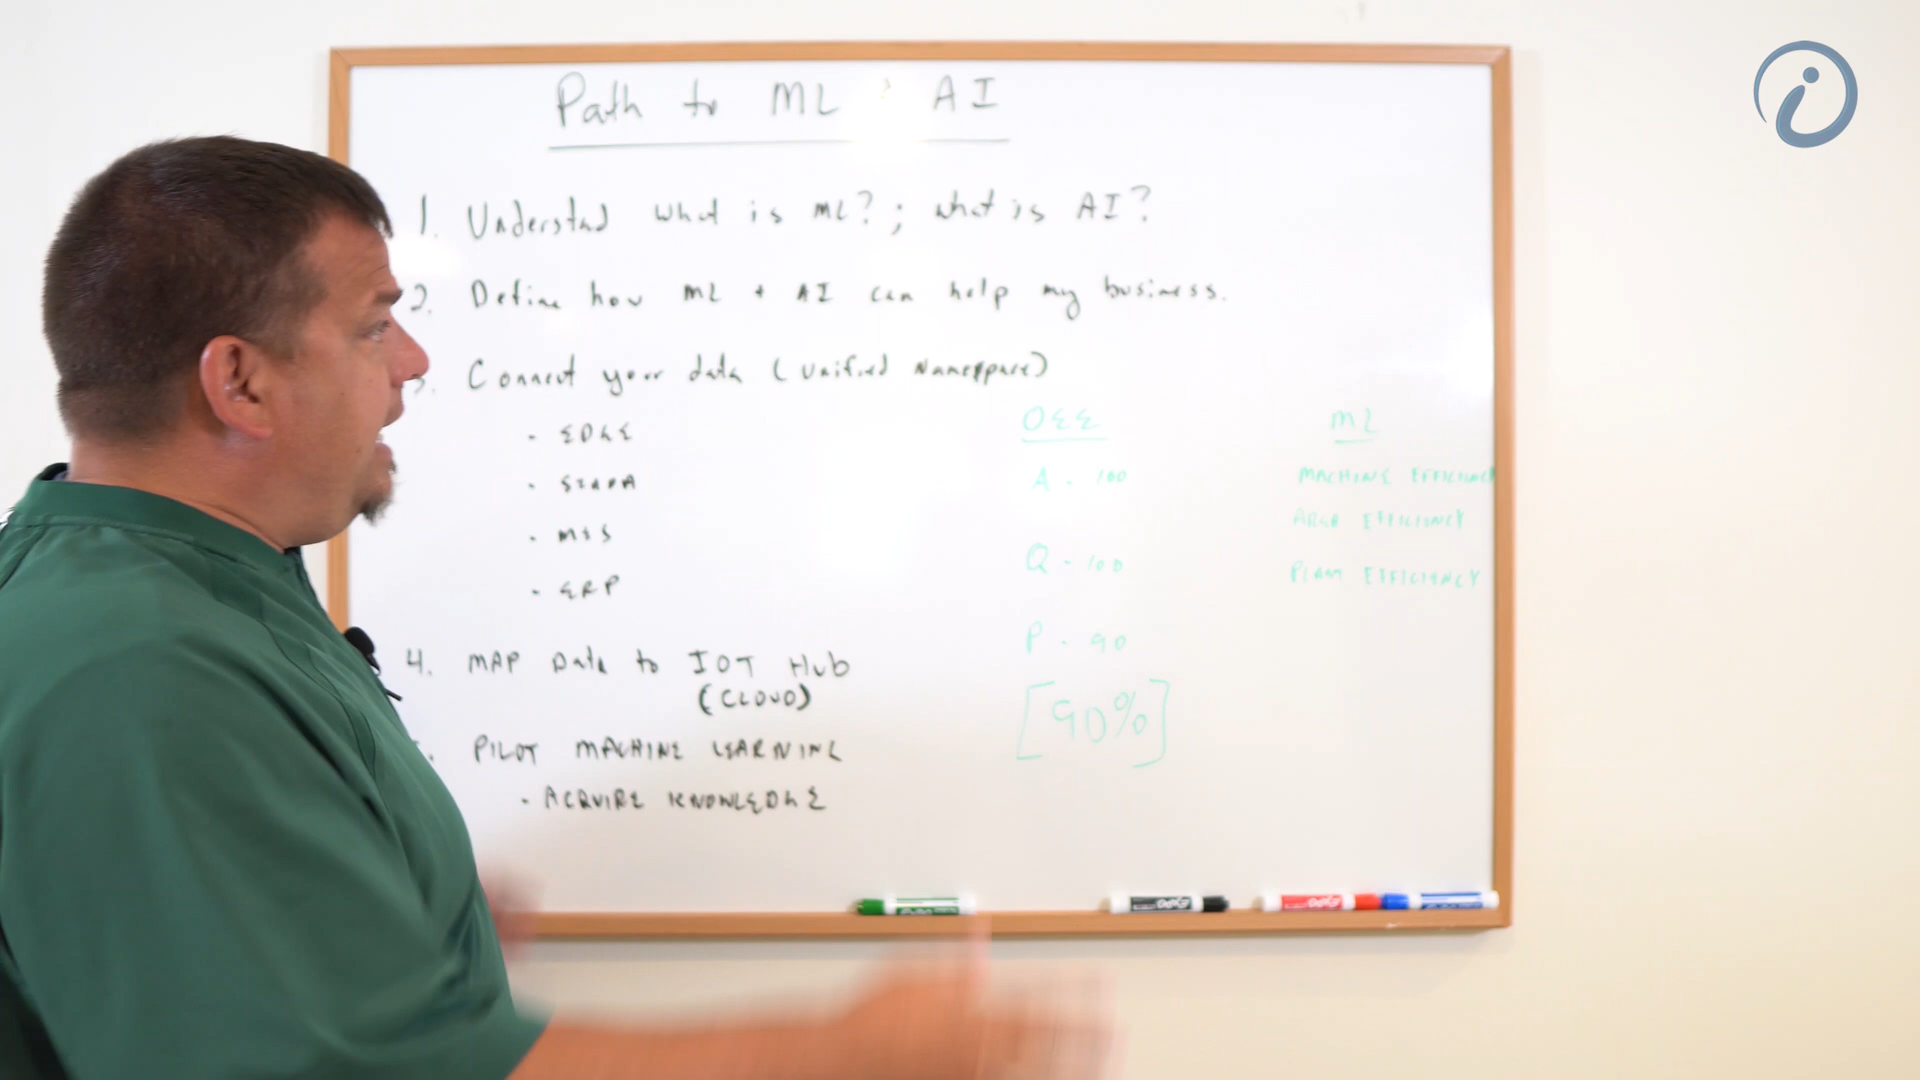 Path to ML & AI
1. Understand what is ML?; what is AI?
2. Define how ML + AI can help my business.
3. Connect your data (Unified Namespace)
• EDGE
• SCADA
• MES
• ERP
4. MAP Data to IOT Hub
(CLOUD)
PILOT MACHINE LEARNING
• ACQUIRE KNOWLEDGE
OEE
A - 100
Q - 100
P - 90
[90%]
ML
MACHINE EFFICIENCY
AREA EFFICIENCY
PLANT EFFICIENCY